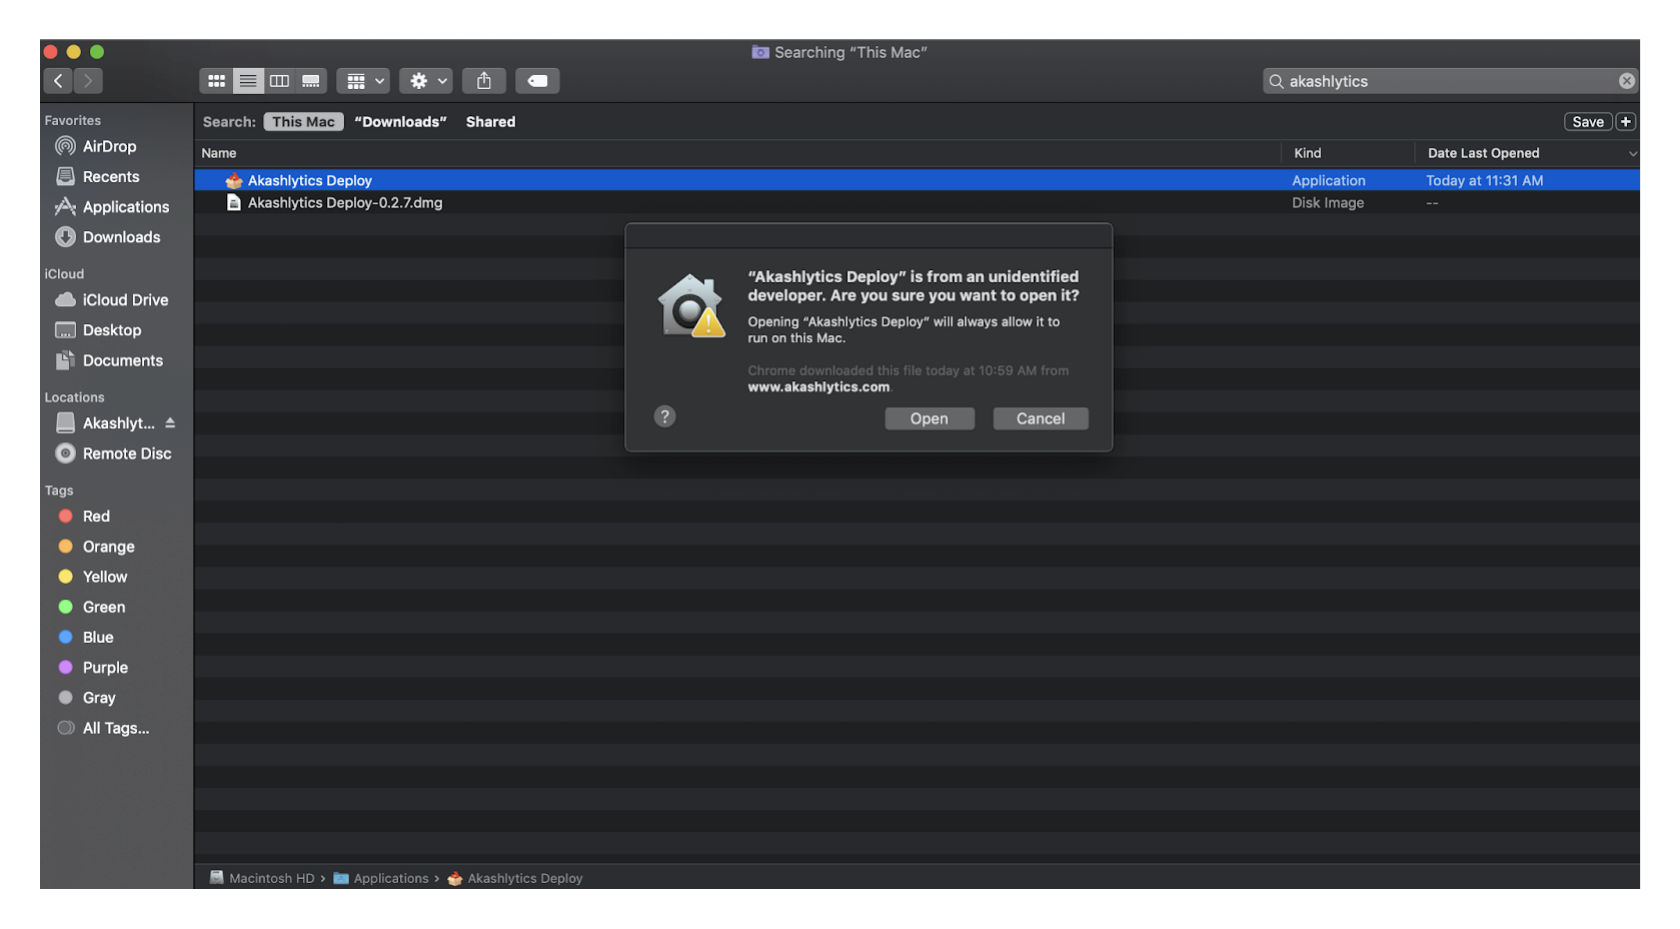 Searching “This Mac”
akashlytics
Favorites
AirDrop
Recents
Applications
Downloads
iCloud
iCloud Drive
Desktop
Documents
Locations
Akashlyt...
Remote Disc
Tags
Red
Orange
Yellow
Green
Blue
Purple
Gray
All Tags...
Search: This Mac “Downloads” Shared Save +
Name Kind Date Last Opened
Akashlytics Deploy Application Today at 11:31 AM
Akashlytics Deploy-0.2.7.dmg Disk Image --
“Akashlytics Deploy” is from an unidentified
developer. Are you sure you want to open it?
Opening “Akashlytics Deploy” will always allow it to
run on this Mac.
Chrome downloaded this file today at 10:59 AM from
www.akashlytics.com.
? Open Cancel
Macintosh HD › Applications › Akashlytics Deploy